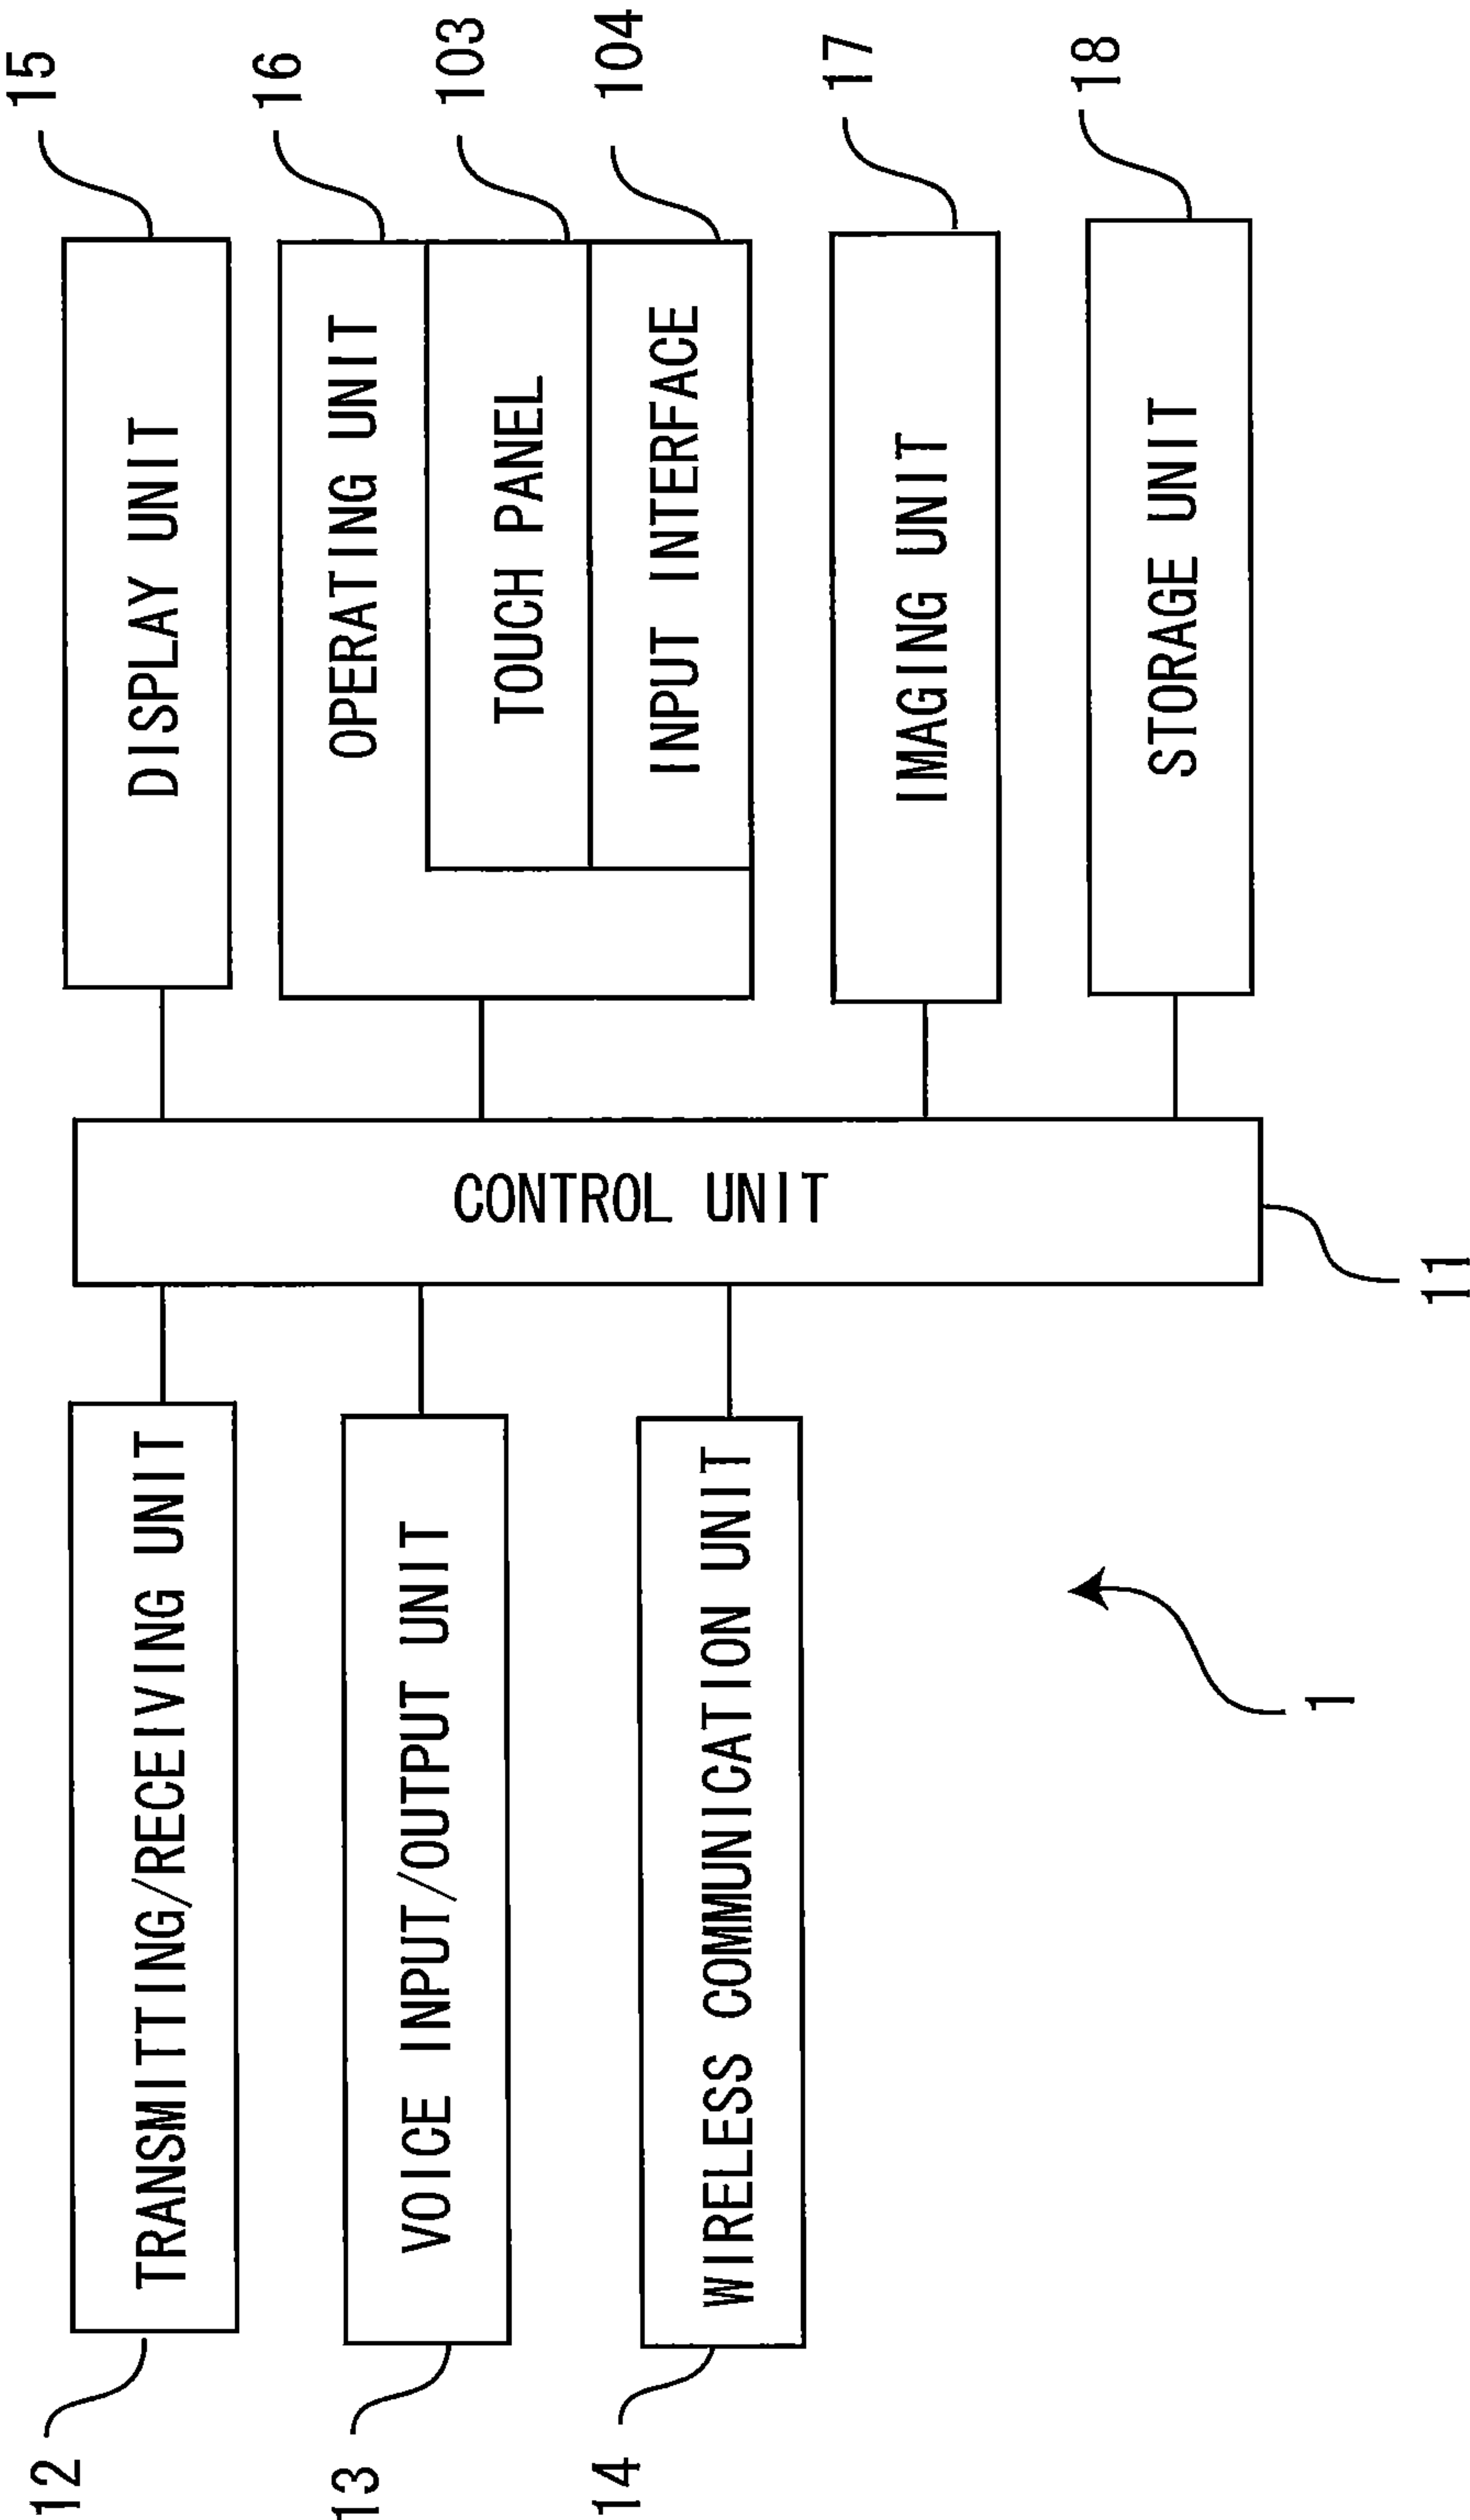 12
TRANSMITTING/RECEIVING UNIT
13
VOICE INPUT/OUTPUT UNIT
14
WIRELESS COMMUNICATION UNIT
CONTROL UNIT
11
DISPLAY UNIT
15
OPERATING UNIT
16
TOUCH PANEL
103
INPUT INTERFACE
104
IMAGING UNIT
17
STORAGE UNIT
18
1